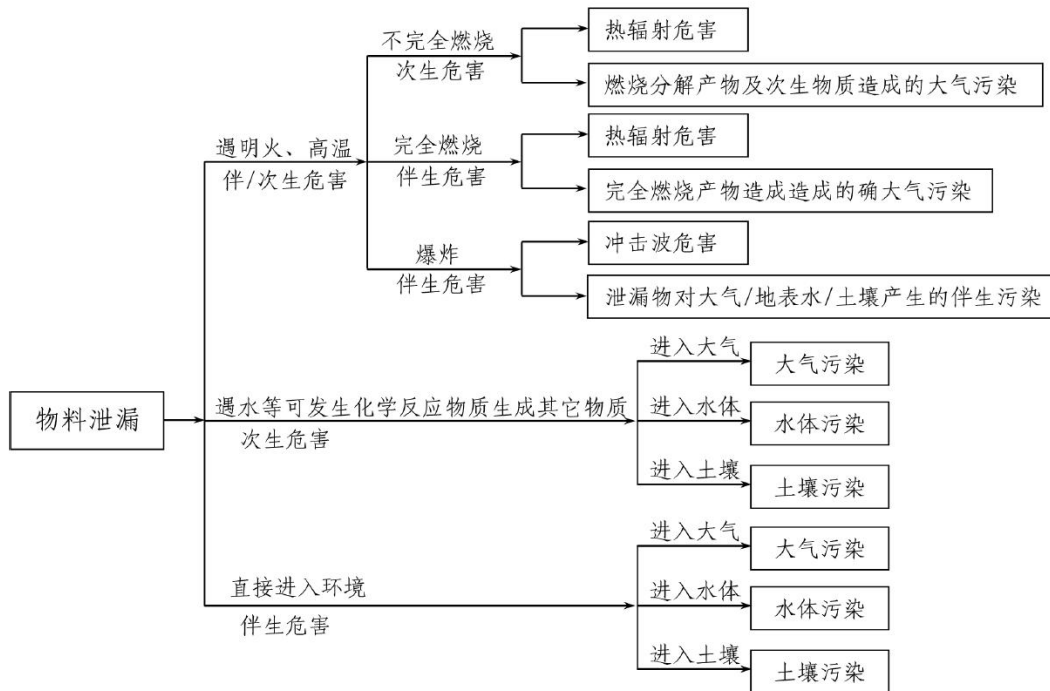 不完全燃烧
次生危害
热辐射危害
燃烧分解产物及次生物质造成的大气污染
遇明火、高温
伴/次生危害
完全燃烧
伴生危害
热辐射危害
完全燃烧产物造成造成的确大气污染
爆炸
伴生危害
冲击波危害
泄漏物对大气/地表水/土壤产生的伴生污染
物料泄漏
遇水等可发生化学反应物质生成其它物质
次生危害
进入大气
大气污染
进入水体
水体污染
进入土壤
土壤污染
直接进入环境
伴生危害
进入大气
大气污染
进入水体
水体污染
进入土壤
土壤污染